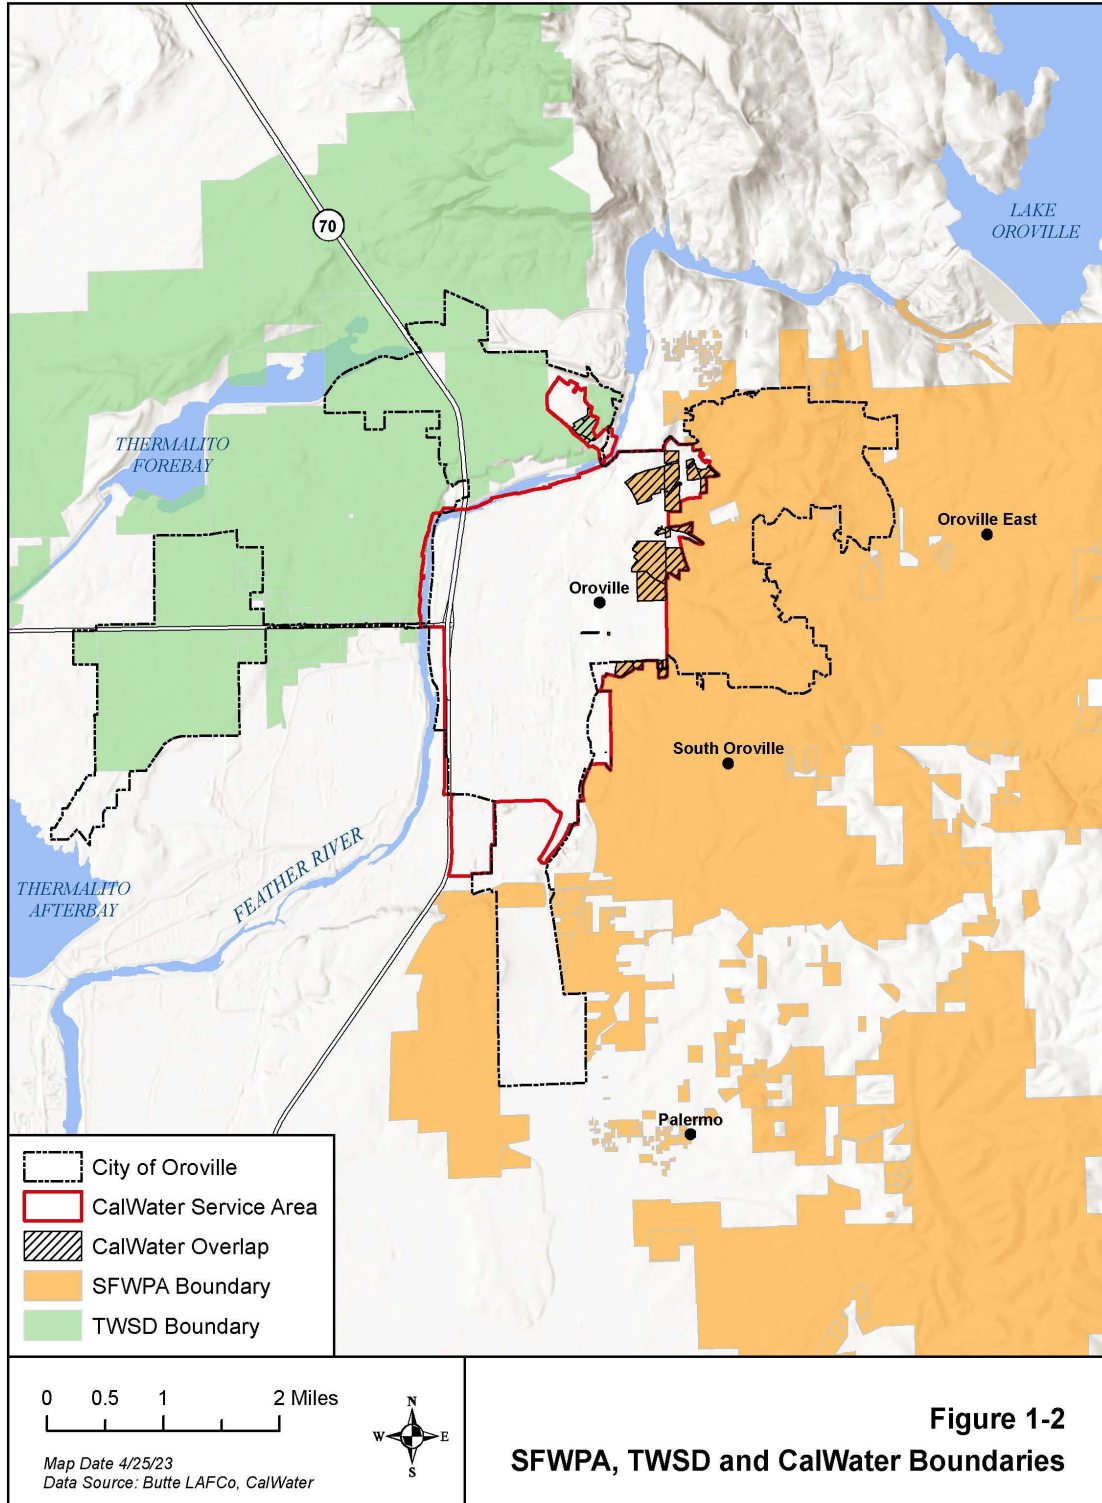 LAKE
OROVILLE
70
THERMALITO
FOREBAY
Oroville East
Oroville
South Oroville
FEATHER RIVER
THERMALITO
AFTERBAY
Palermo
City of Oroville
CalWater Service Area
CalWater Overlap
SFWPA Boundary
TWSD Boundary
0 0.5 1 2 Miles
N
W E
S
Map Date 4/25/23
Data Source: Butte LAFCo, CalWater
Figure 1-2
SFWPA, TWSD and CalWater Boundaries